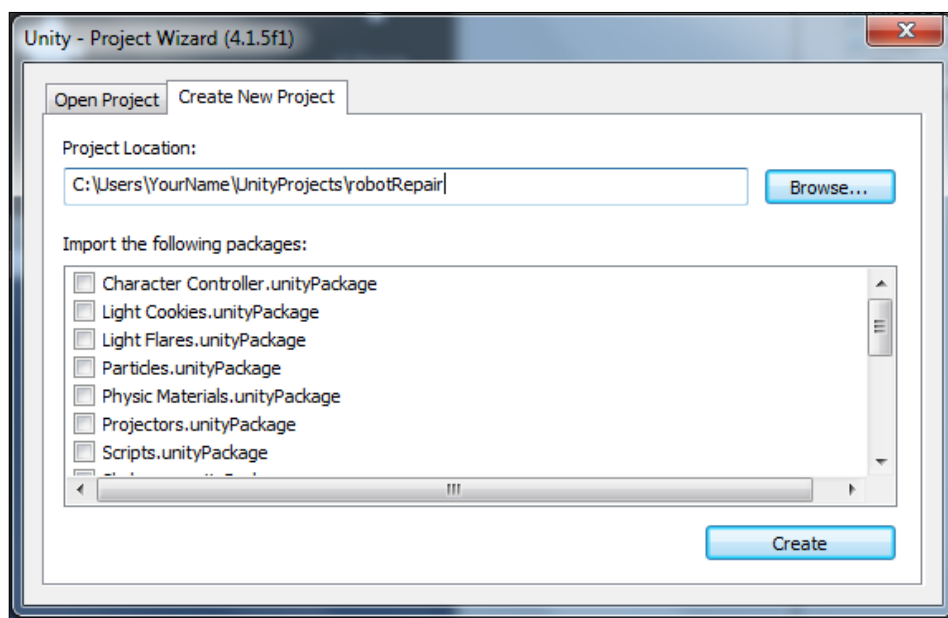 Unity - Project Wizard (4.1.5f1)
Open Project Create New Project
Project Location:
C:\Users\YourName\UnityProjects\robotRepair
Browse...
Import the following packages:
Character Controller.unityPackage
Light Cookies.unityPackage
Light Flares.unityPackage
Particles.unityPackage
Physic Materials.unityPackage
Projectors.unityPackage
Scripts.unityPackage
Create